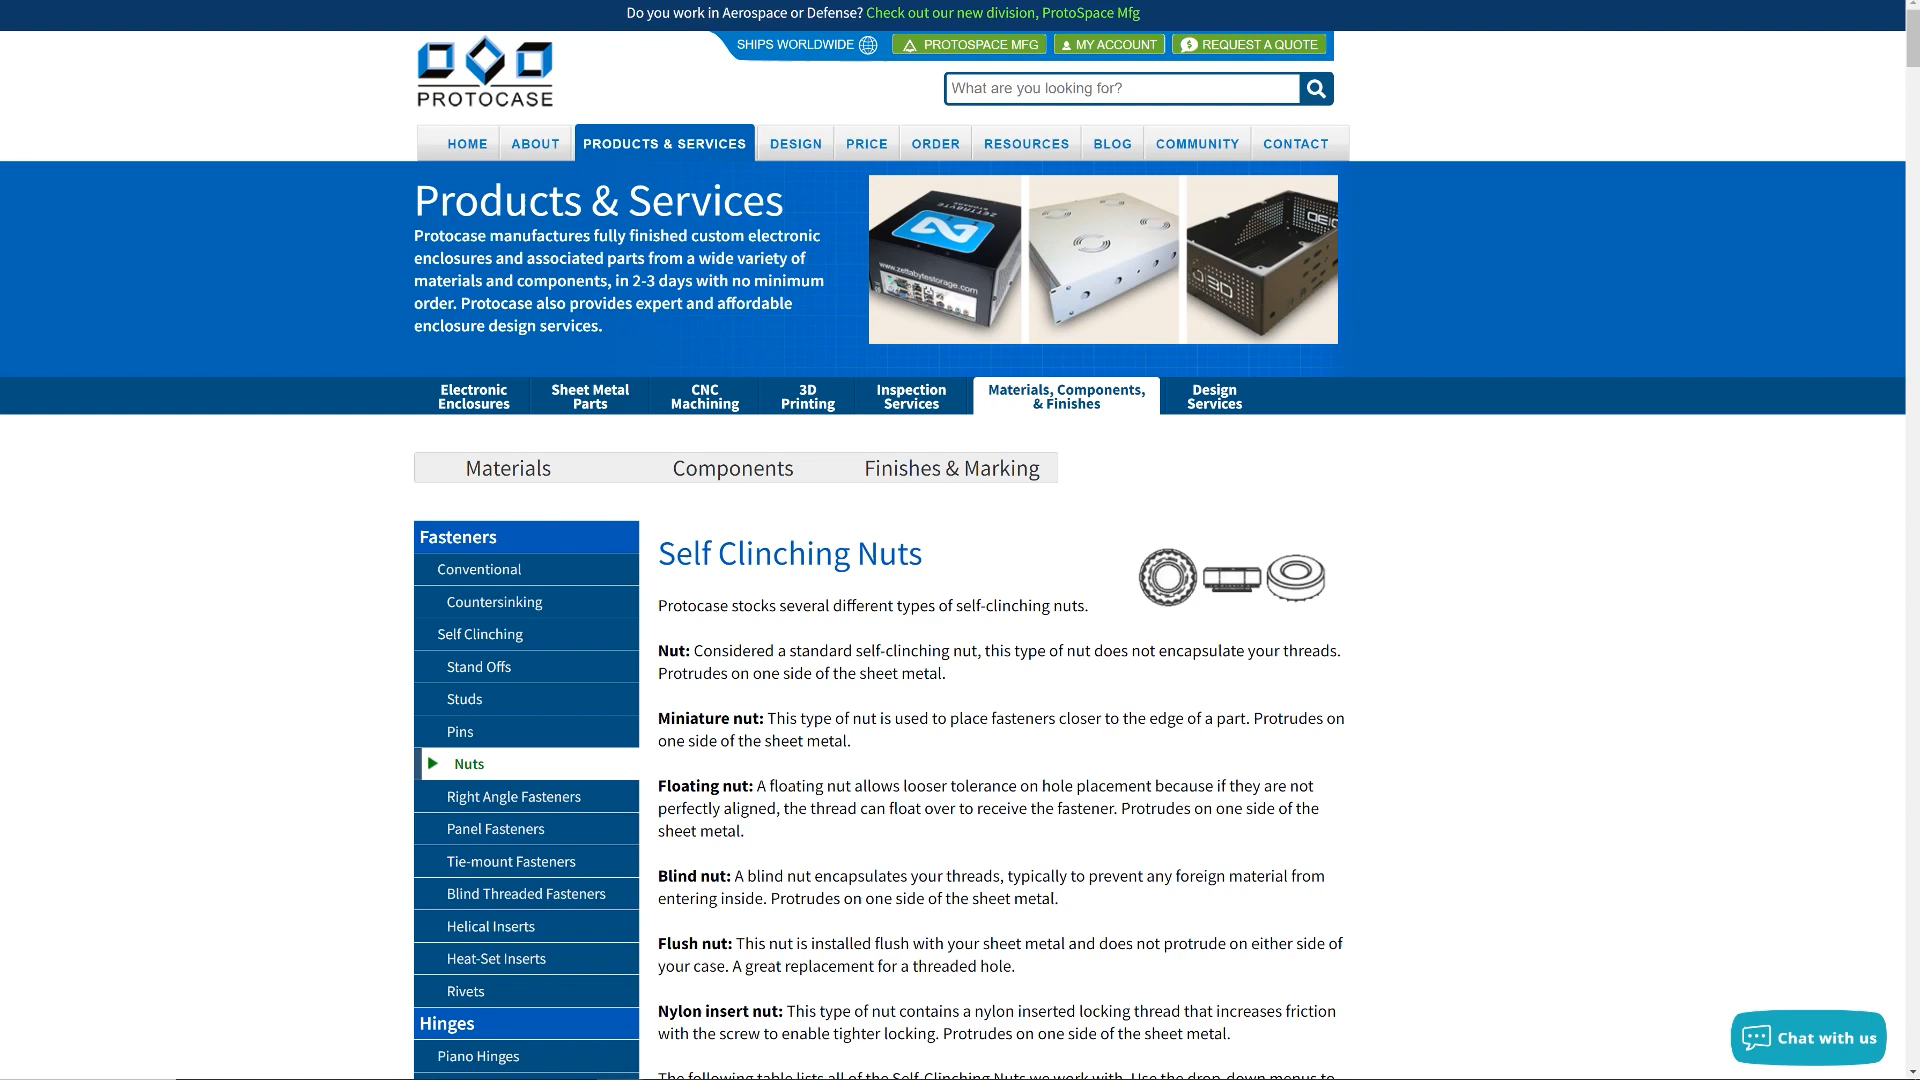 Do you work in Aerospace or Defense? Check out our new division, ProtoSpace Mfg
PROTOCASE
SHIPS WORLDWIDE
PROTOSPACE MFG
MY ACCOUNT
REQUEST A QUOTE
What are you looking for?
HOME
ABOUT
PRODUCTS & SERVICES
DESIGN
PRICE
ORDER
RESOURCES
BLOG
COMMUNITY
CONTACT
Products & Services
Protocase manufactures fully finished custom electronic
enclosures and associated parts from a wide variety of
materials and components, in 2-3 days with no minimum
order. Protocase also provides expert and affordable
enclosure design services.
ZETTABYTE
STORAGE
www.zettabytestorage.com
Electronic
Enclosures
Sheet Metal
Parts
CNC
Machining
3D
Printing
Inspection
Services
Materials, Components,
& Finishes
Design
Services
Materials
Components
Finishes & Marking
Fasteners
Conventional
Countersinking
Self Clinching
Stand Offs
Studs
Pins
Nuts
Right Angle Fasteners
Panel Fasteners
Tie-mount Fasteners
Blind Threaded Fasteners
Helical Inserts
Heat-Set Inserts
Rivets
Hinges
Piano Hinges
Self Clinching Nuts
Protocase stocks several different types of self-clinching nuts.
Nut: Considered a standard self-clinching nut, this type of nut does not encapsulate your threads.
Protrudes on one side of the sheet metal.
Miniature nut: This type of nut is used to place fasteners closer to the edge of a part. Protrudes on
one side of the sheet metal.
Floating nut: A floating nut allows looser tolerance on hole placement because if they are not
perfectly aligned, the thread can float over to receive the fastener. Protrudes on one side of the
sheet metal.
Blind nut: A blind nut encapsulates your threads, typically to prevent any foreign material from
entering inside. Protrudes on one side of the sheet metal.
Flush nut: This nut is installed flush with your sheet metal and does not protrude on either side of
your case. A great replacement for a threaded hole.
Nylon insert nut: This type of nut contains a nylon inserted locking thread that increases friction
with the screw to enable tighter locking. Protrudes on one side of the sheet metal.
The following table lists all of the Self-Clinching Nuts we work with. Use the drop-down menus to
Chat with us